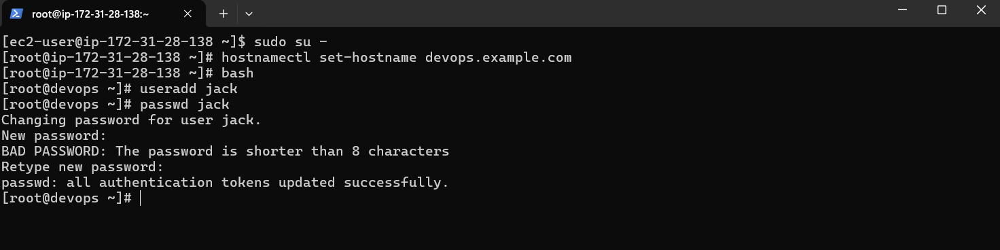 root@ip-172-31-28-138:~
[ec2-user@ip-172-31-28-138 ~]$ sudo su -
[root@ip-172-31-28-138 ~]# hostnamectl set-hostname devops.example.com
[root@ip-172-31-28-138 ~]# bash
[root@devops ~]# useradd jack
[root@devops ~]# passwd jack
Changing password for user jack.
New password:
BAD PASSWORD: The password is shorter than 8 characters
Retype new password:
passwd: all authentication tokens updated successfully.
[root@devops ~]#